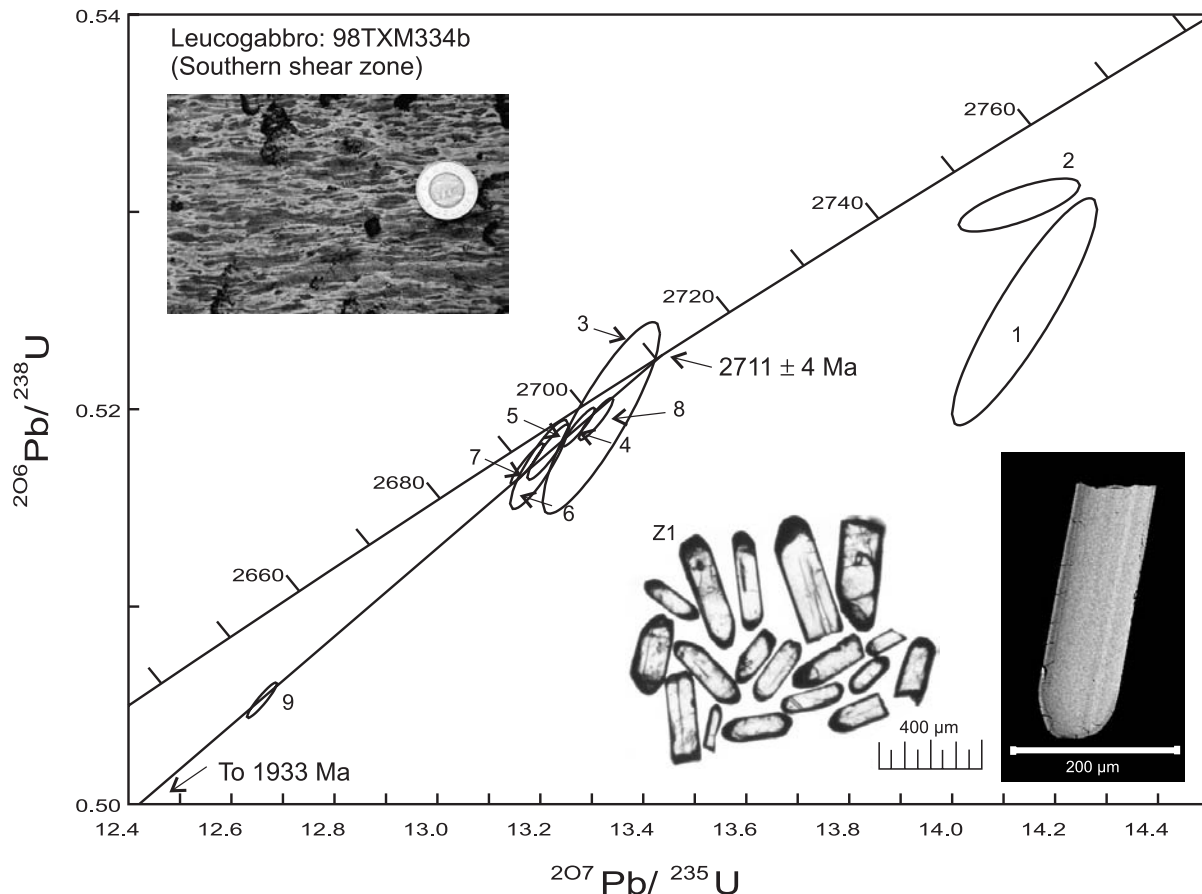 0.54
Leucogabbro: 98TXM334b
(Southern shear zone)
2760
2
2740
1
2720
3
2711 ± 4 Ma
2700
0.52
5
8
4
7
6
2680
206Pb/ 238U
Z1
2660
9
400 µm
200 µm
To 1933 Ma
0.50
12.4 12.6 12.8 13.0 13.2 13.4 13.6 13.8 14.0 14.2 14.4
207Pb/ 235U